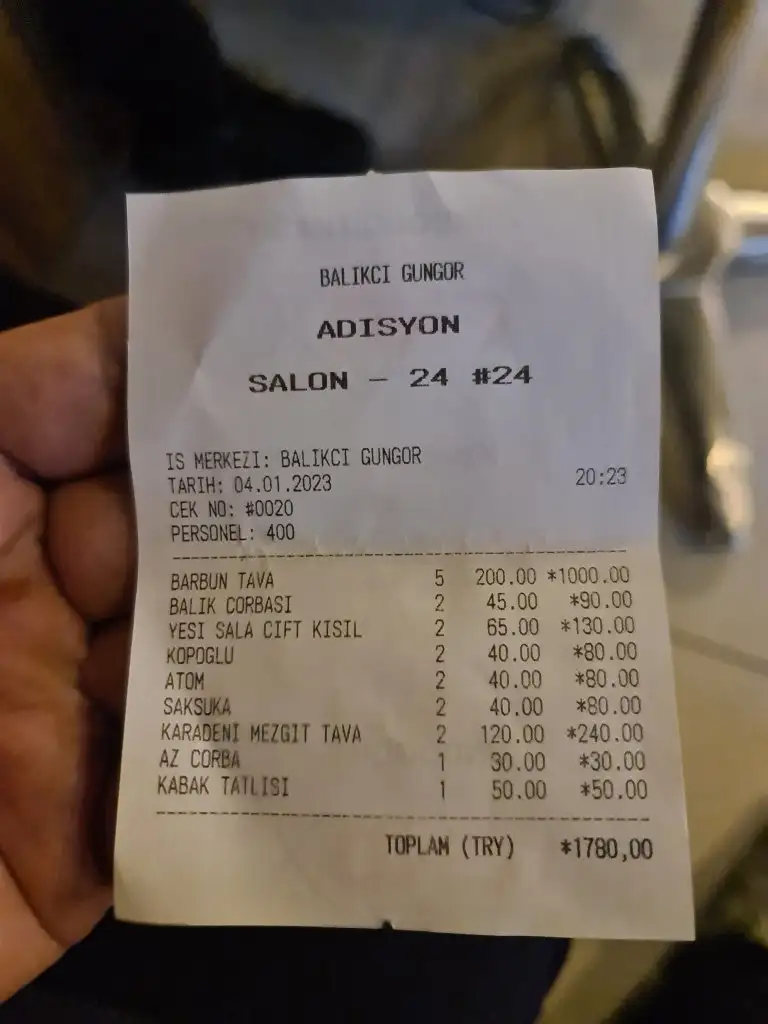 BALIKCI GUNGOR
ADISYON
SALON - 24 #24
IS MERKEZI: BALIKCI GUNGOR
TARIH: 04.01.2023 20:23
CEK NO: #0020
PERSONEL: 400
BARBUN TAVA 5 200.00 *1000.00
BALIK CORBASI 2 45.00 *90.00
YESI SALA CIFT KISIL 2 65.00 *130.00
KOPOGLU 2 40.00 *80.00
ATOM 2 40.00 *80.00
SAKSUKA 2 40.00 *80.00
KARADENI MEZGIT TAVA 2 120.00 *240.00
AZ CORBA 1 30.00 *30.00
KABAK TATLISI 1 50.00 *50.00
TOPLAM (TRY) *1780,00